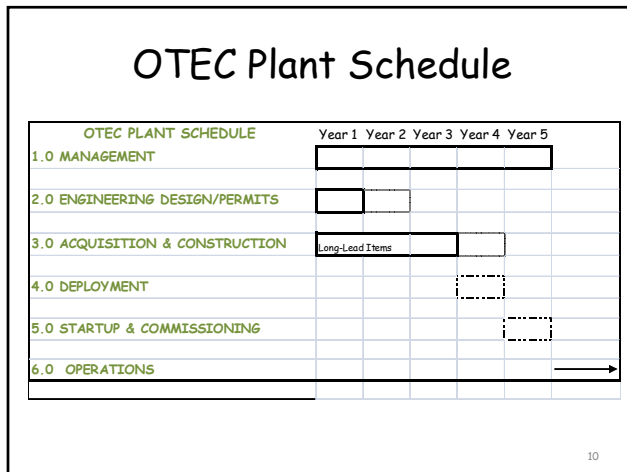 OTEC Plant Schedule
OTEC PLANT SCHEDULE Year 1 Year 2 Year 3 Year 4 Year 5
1.0 MANAGEMENT
2.0 ENGINEERING DESIGN/PERMITS
3.0 ACQUISITION & CONSTRUCTION Long-Lead Items
4.0 DEPLOYMENT
5.0 STARTUP & COMMISSIONING
6.0 OPERATIONS
10